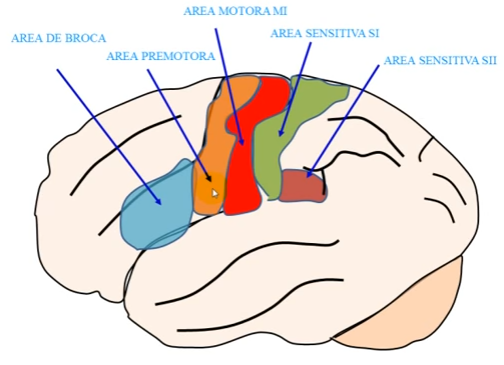 AREA MOTORA MI
AREA DE BROCA
AREA SENSITIVA SI
AREA PREMOTORA
AREA SENSITIVA SII